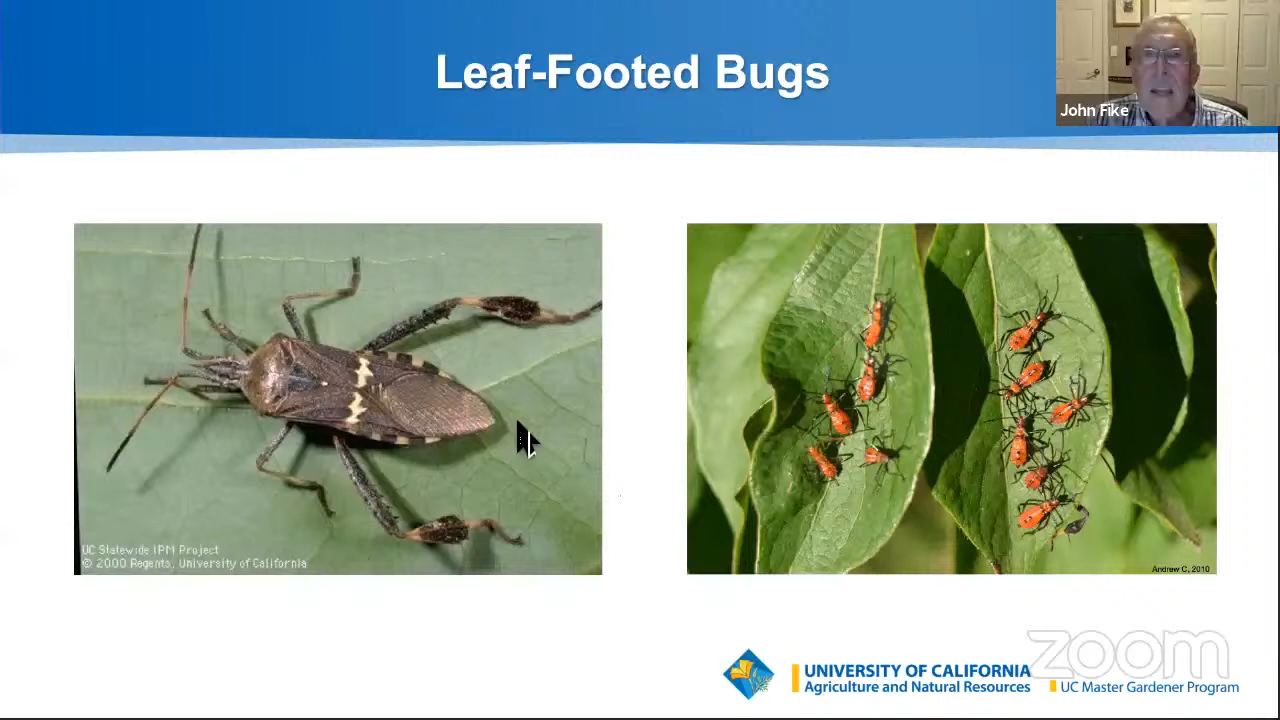 Leaf-Footed Bugs
John Fike
UC Statewide IPM Project
© 2000 Regents, University of California
Andrew C, 2010
zoom
UNIVERSITY OF CALIFORNIA
Agriculture and Natural Resources
UC Master Gardener Program